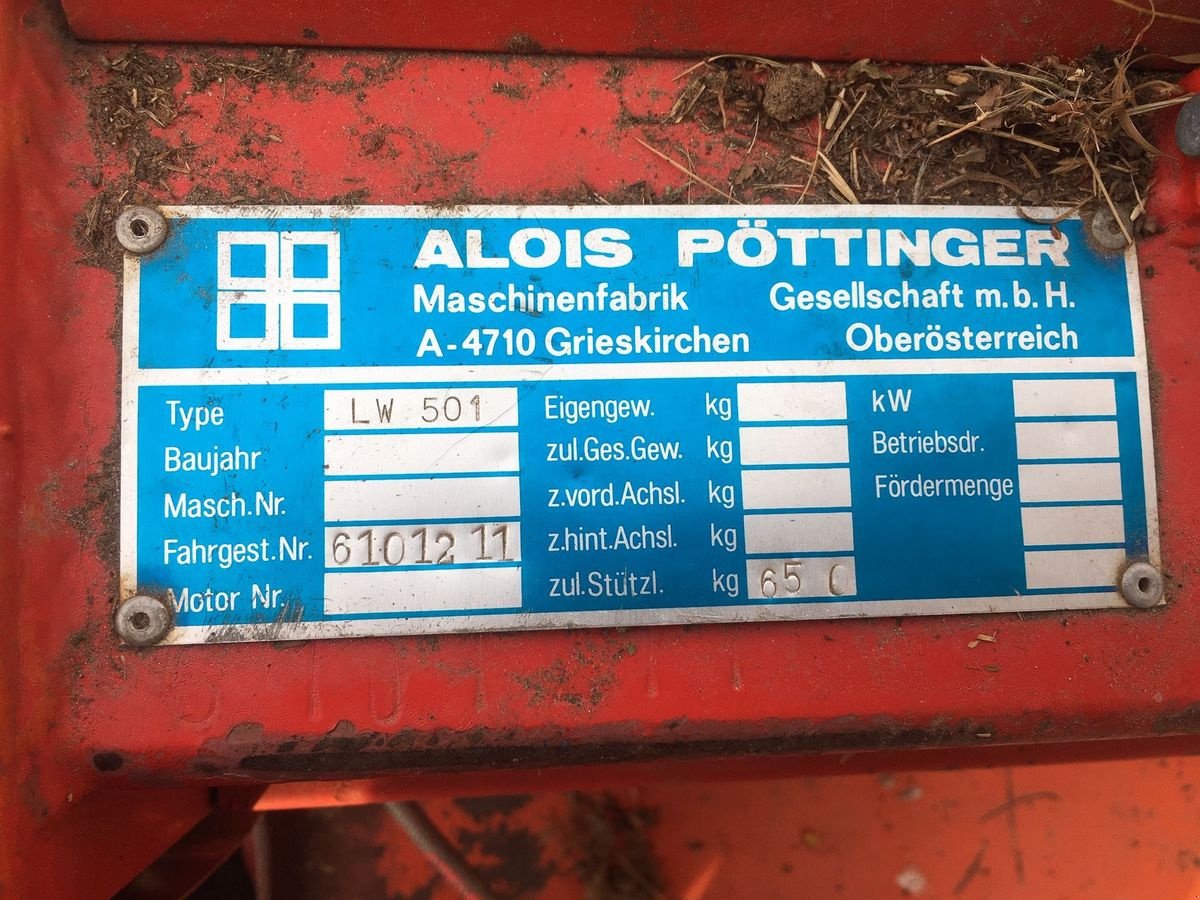 ALOIS PÖTTINGER
Maschinenfabrik Gesellschaft m.b.H.
A-4710 Grieskirchen Oberösterreich
Type LW 501 Eigengew. kg kW
Baujahr zul.Ges.Gew. kg Betriebsdr.
Masch.Nr. z.vord.Achsl. kg Fördermenge
Fahrgest.Nr. 6101211 z.hint.Achsl. kg
Motor Nr. zul.Stützl. kg 65